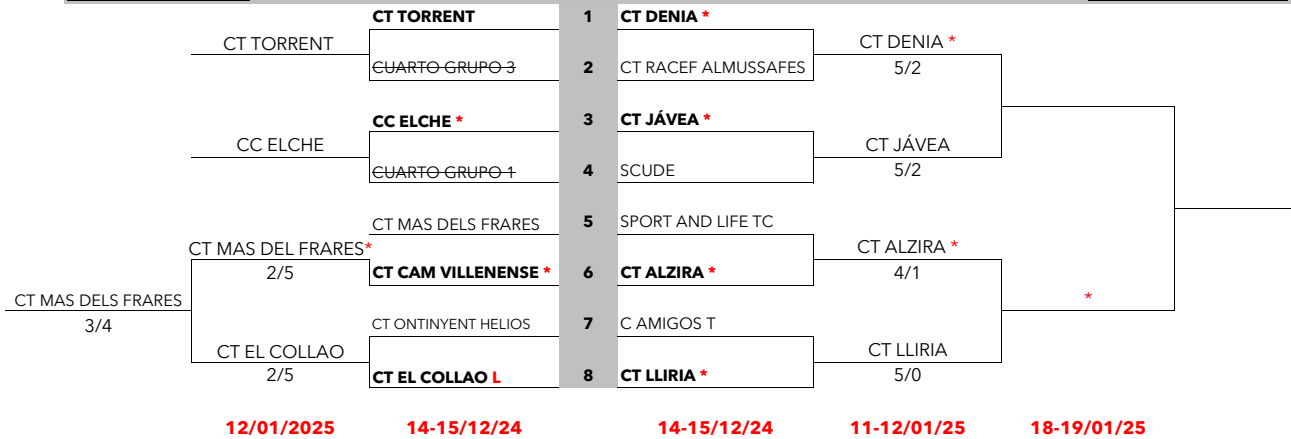 CT TORRENT 1 CT DENIA *
CT TORRENT CT DENIA *
CUARTO GRUPO 3 2 CT RACEF ALMUSSAFES 5/2
CC ELCHE * 3 CT JÁVEA *
CC ELCHE CT JÁVEA
CUARTO GRUPO 1 4 SCUDE 5/2
CT MAS DELS FRARES 5 SPORT AND LIFE TC
CT MAS DEL FRARES* CT ALZIRA *
2/5 CT CAM VILLENENSE * 6 CT ALZIRA * 4/1
CT MAS DELS FRARES *
3/4 CT ONTINYENT HELIOS 7 C AMIGOS T
CT EL COLLAO CT LLIRIA
2/5 CT EL COLLAO L 8 CT LLIRIA * 5/0
12/01/2025 14-15/12/24 14-15/12/24 11-12/01/25 18-19/01/25